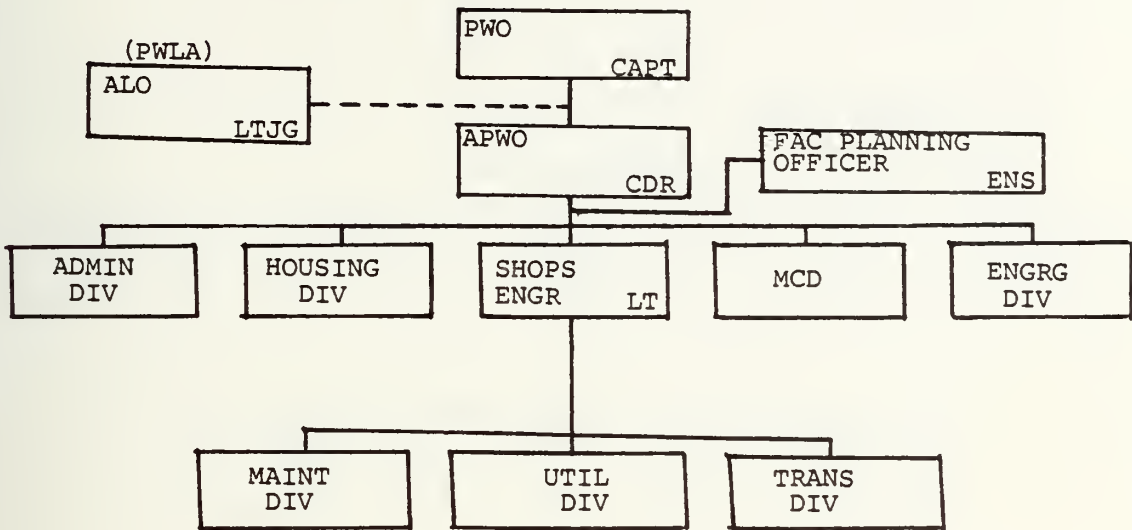 PWO
CAPT
(PWLA)
ALO
LTJG
APWO
CDR
FAC PLANNING
OFFICER
ENS
ADMIN
DIV
HOUSING
DIV
SHOPS
ENGR
LT
MCD
ENGRG
DIV
MAINT
DIV
UTIL
DIV
TRANS
DIV